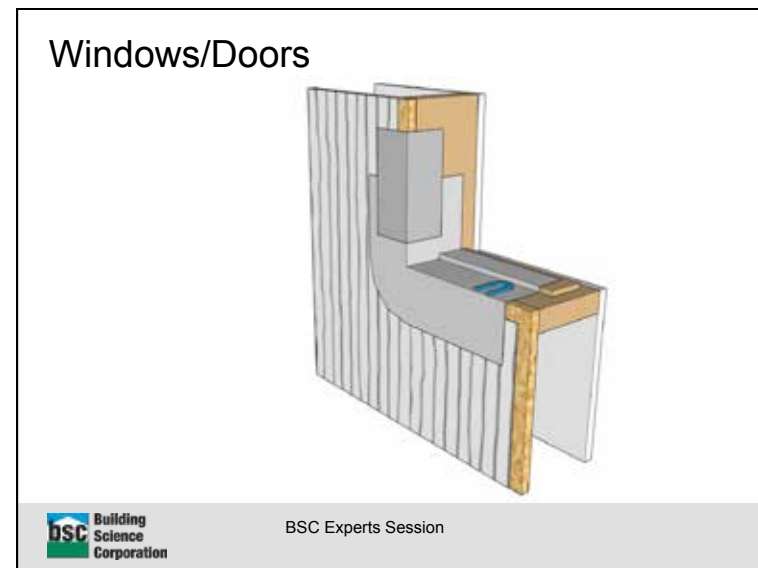 Windows/Doors
bsc Building
Science
Corporation
BSC Experts Session